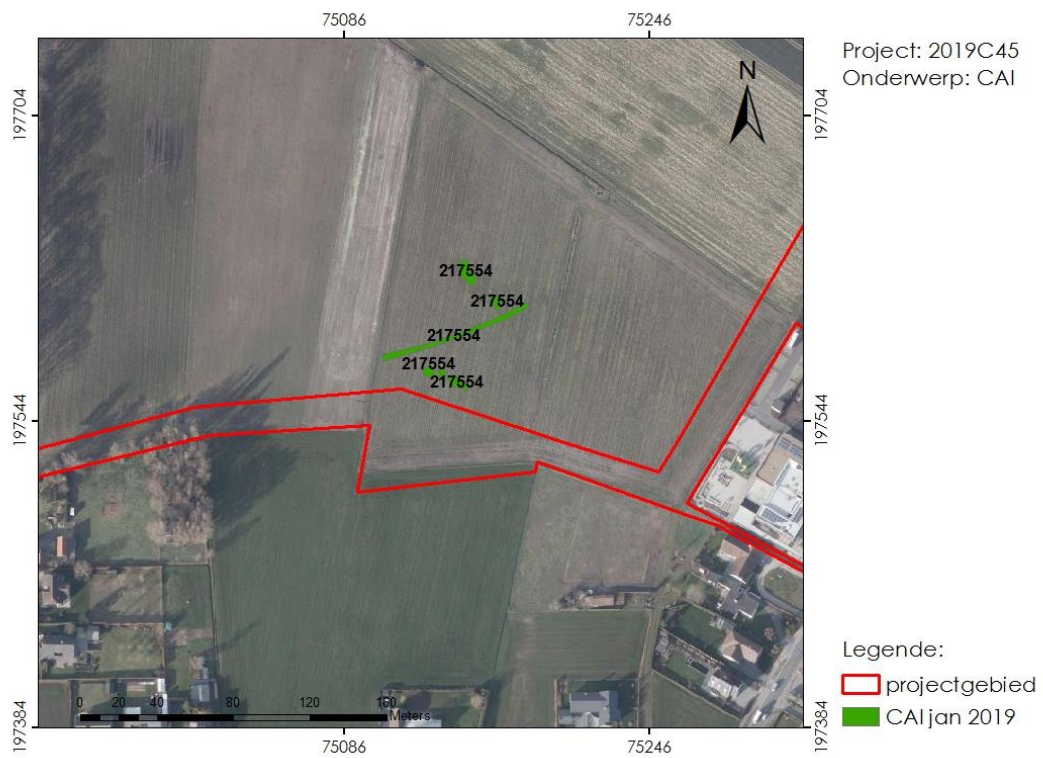 75086
75246
Project: 2019C45
Onderwerp: CAI
N
197704
197704
217554
217554
217554
217554
217554
197544
197544
Legende:
projectgebied
CAI jan 2019
0 20 40 80 120 160
Meters
197384
197384
75086
75246